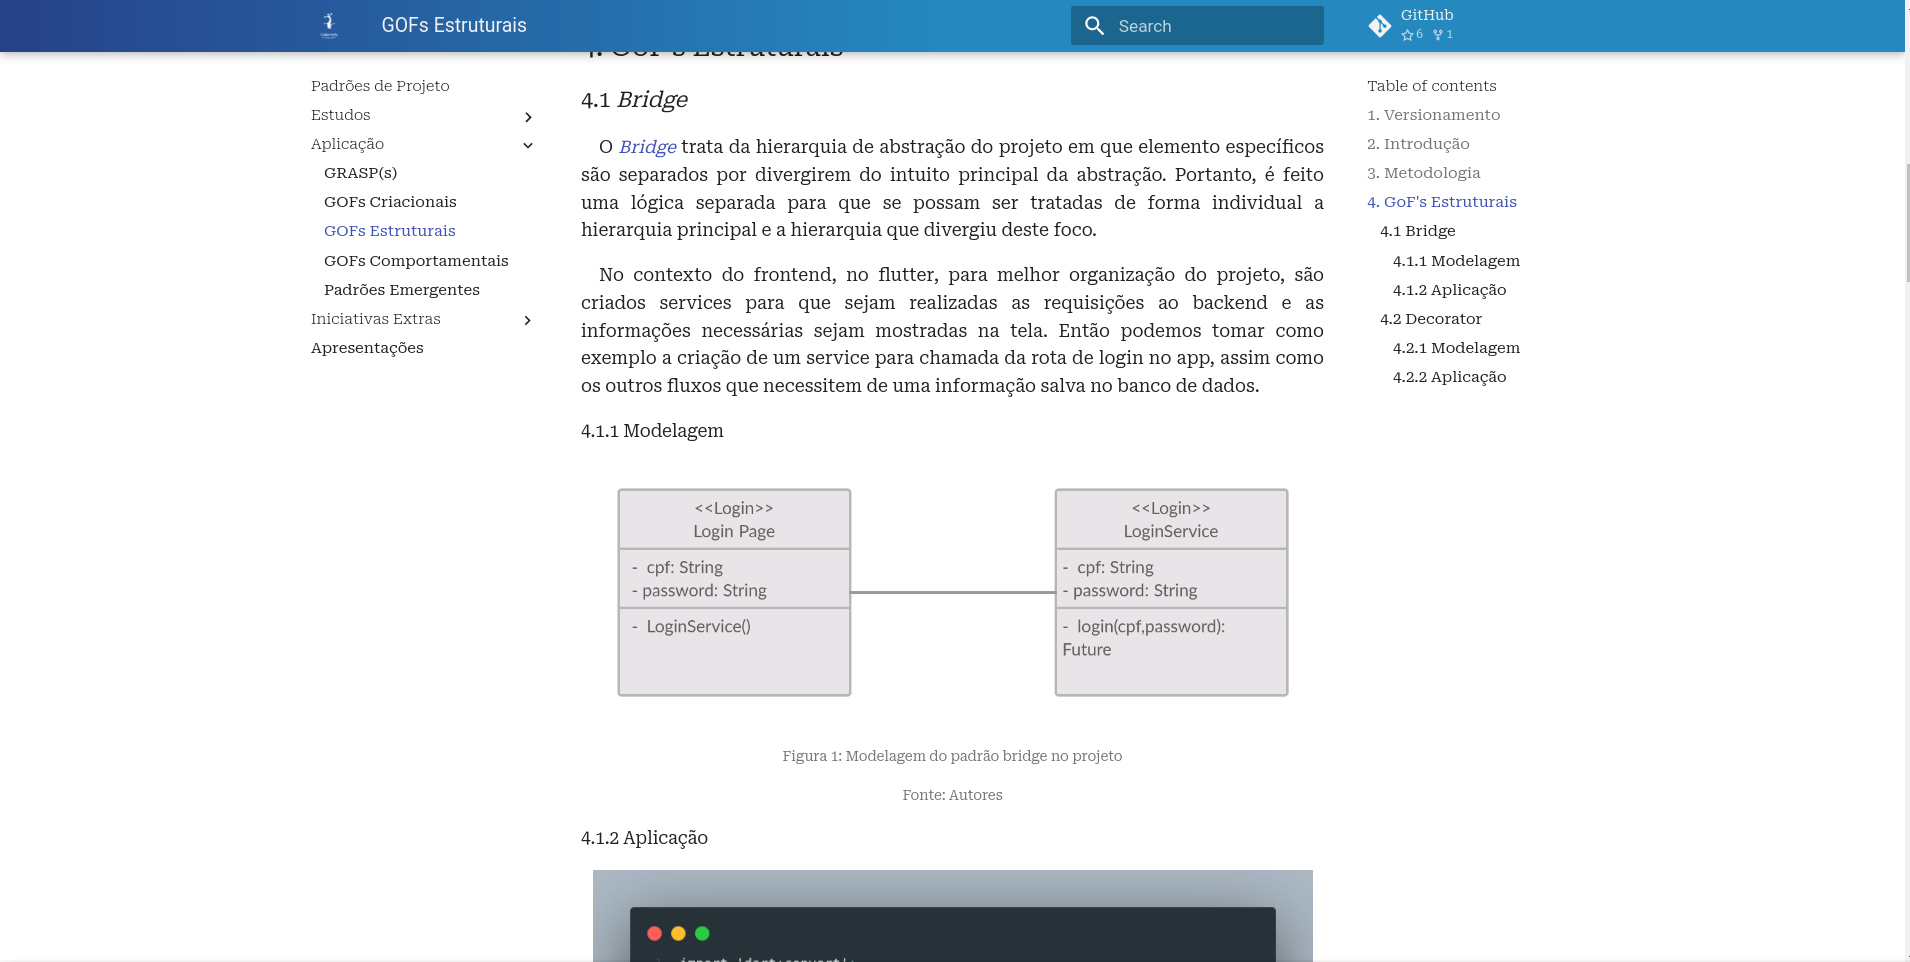 GOFs Estruturais
Search
GitHub
6 1
4. GoF's Estruturais
Padrões de Projeto
Estudos
Aplicação
GRASP(s)
GOFs Criacionais
GOFs Estruturais
GOFs Comportamentais
Padrões Emergentes
Iniciativas Extras
Apresentações
4.1 Bridge
O Bridge trata da hierarquia de abstração do projeto em que elemento específicos
são separados por divergirem do intuito principal da abstração. Portanto, é feito
uma lógica separada para que se possam ser tratadas de forma individual a
hierarquia principal e a hierarquia que divergiu deste foco.
No contexto do frontend, no flutter, para melhor organização do projeto, são
criados services para que sejam realizadas as requisições ao backend e as
informações necessárias sejam mostradas na tela. Então podemos tomar como
exemplo a criação de um service para chamada da rota de login no app, assim como
os outros fluxos que necessitem de uma informação salva no banco de dados.
4.1.1 Modelagem
<<Login>>
Login Page
- cpf: String
- password: String
- LoginService()
<<Login>>
LoginService
- cpf: String
- password: String
- login(cpf,password):
Future
Figura 1: Modelagem do padrão bridge no projeto
Fonte: Autores
4.1.2 Aplicação
Table of contents
1. Versionamento
2. Introdução
3. Metodologia
4. GoF's Estruturais
4.1 Bridge
4.1.1 Modelagem
4.1.2 Aplicação
4.2 Decorator
4.2.1 Modelagem
4.2.2 Aplicação